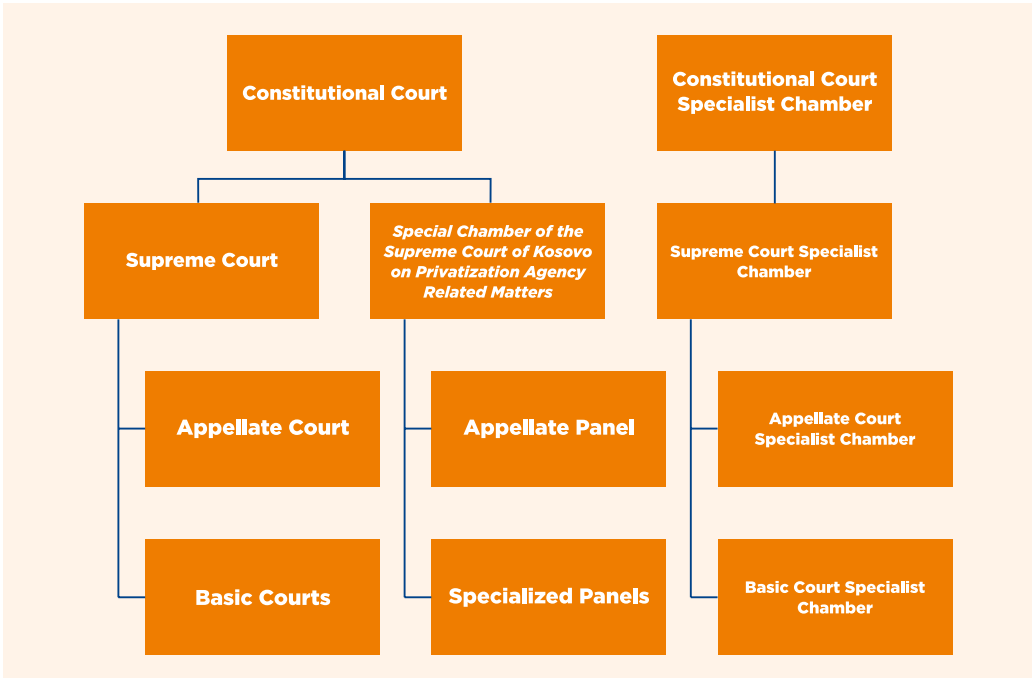 Constitutional Court
Constitutional Court
Specialist Chamber
Supreme Court
Special Chamber of the
Supreme Court of Kosovo
on Privatization Agency
Related Matters
Supreme Court Specialist
Chamber
Appellate Court
Appellate Panel
Appellate Court
Specialist Chamber
Basic Courts
Specialized Panels
Basic Court Specialist
Chamber